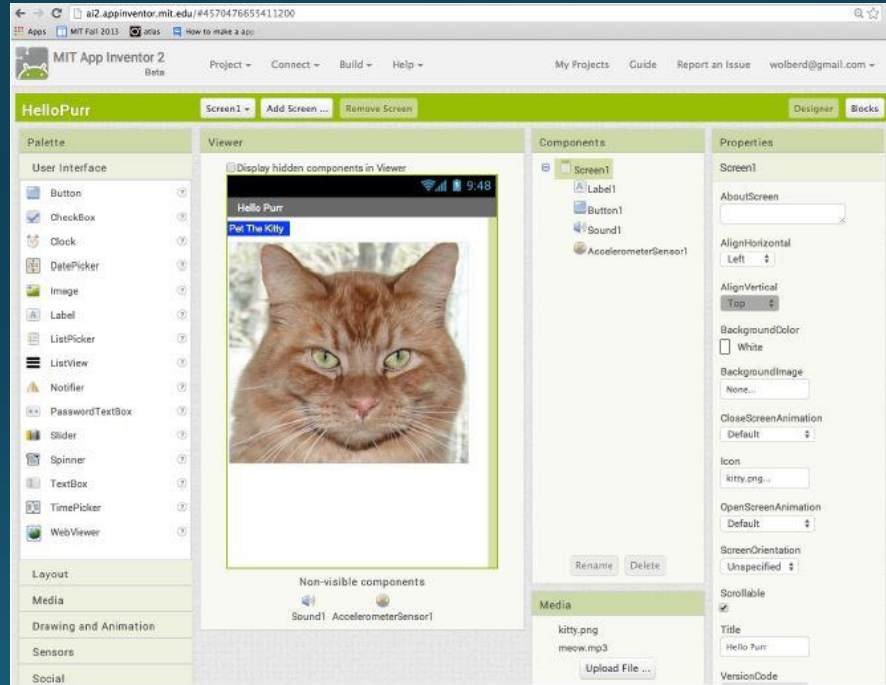 ai2.appinventor.mit.edu/#4570476653411200
Apps MIT Fall 2013 atlas How to make a app
MIT App Inventor 2
Beta
Project Connect Build Help My Projects Guide Report an Issue wolberd@gmail.com
HelloPurr Screen1 Add Screen ... Remove Screen Designer Blocks
Palette
User Interface
Button
CheckBox
Clock
DatePicker
Image
Label
ListPicker
ListView
Notifier
PasswordTextBox
Slider
Spinner
TextBox
TimePicker
WebViewer
Layout
Media
Drawing and Animation
Sensors
Social
Viewer
Display hidden components in Viewer
9:48
Hello Purr
Pet The Kitty
Non-visible components
Sound1 AccelerometerSensor1
Components
Screen1
Label1
Button1
Sound1
AccelerometerSensor1
Rename Delete
Media
kitty.png
meow.mp3
Upload File ...
Properties
Screen1
AboutScreen
AlignHorizontal
Left
AlignVertical
Top
BackgroundColor
White
BackgroundImage
None...
CloseScreenAnimation
Default
Icon
kitty.png...
OpenScreenAnimation
Default
ScreenOrientation
Unspecified
Scrollable
Title
Hello Purr
VersionCode